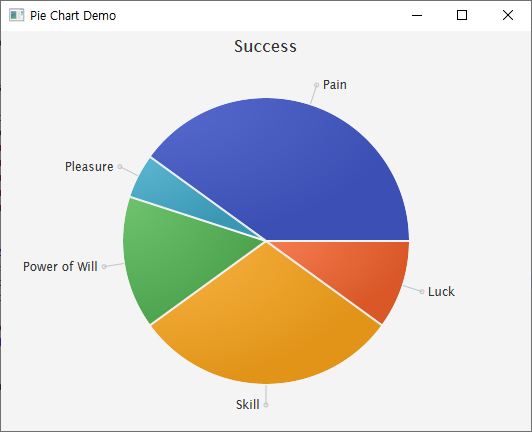 Pie Chart Demo
Success
Pain
Pleasure
Power of Will
Luck
Skill